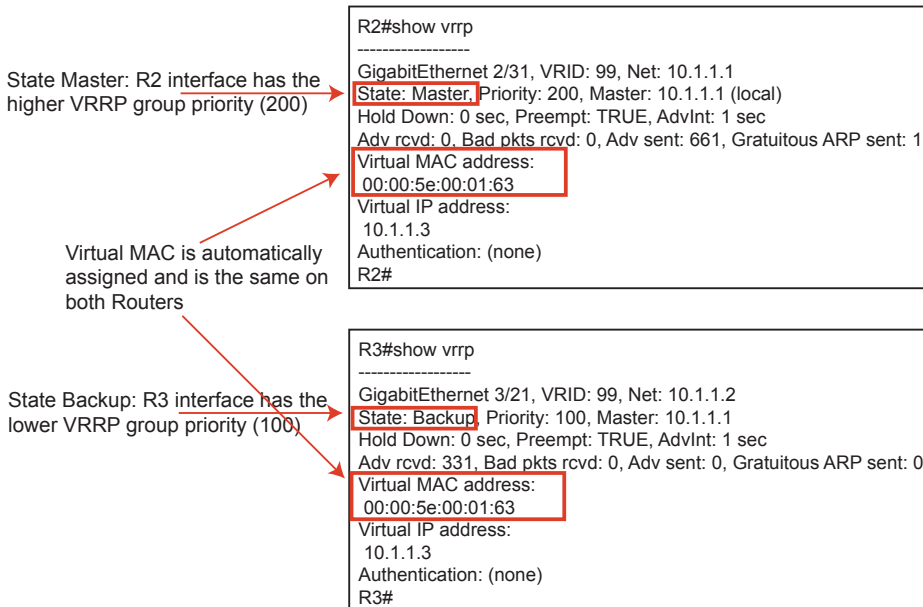 R2#show vrrp
------------------
GigabitEthernet 2/31, VRID: 99, Net: 10.1.1.1
State: Master, Priority: 200, Master: 10.1.1.1 (local)
Hold Down: 0 sec, Preempt: TRUE, AdvInt: 1 sec
Adv rcvd: 0, Bad pkts rcvd: 0, Adv sent: 661, Gratuitous ARP sent: 1
Virtual MAC address:
00:00:5e:00:01:63
Virtual IP address:
10.1.1.3
Authentication: (none)
R2#
State Master: R2 interface has the
higher VRRP group priority (200)
Virtual MAC is automatically
assigned and is the same on
both Routers
R3#show vrrp
------------------
GigabitEthernet 3/21, VRID: 99, Net: 10.1.1.2
State: Backup, Priority: 100, Master: 10.1.1.1
Hold Down: 0 sec, Preempt: TRUE, AdvInt: 1 sec
Adv rcvd: 331, Bad pkts rcvd: 0, Adv sent: 0, Gratuitous ARP sent: 0
Virtual MAC address:
00:00:5e:00:01:63
Virtual IP address:
10.1.1.3
Authentication: (none)
R3#
State Backup: R3 interface has the
lower VRRP group priority (100)